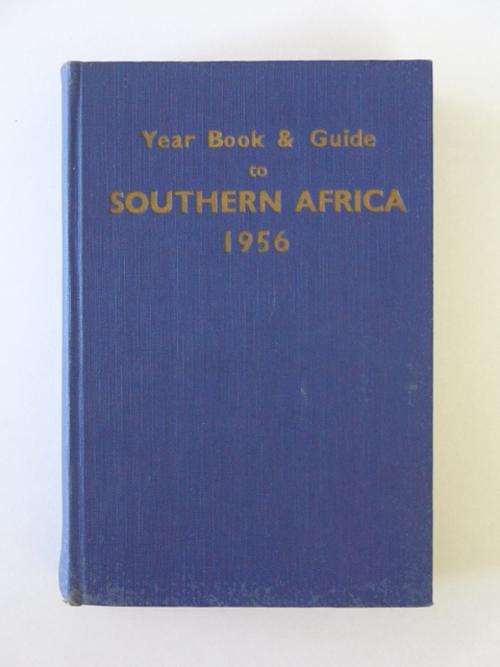 Year Book & Guide
to
SOUTHERN AFRICA
1956